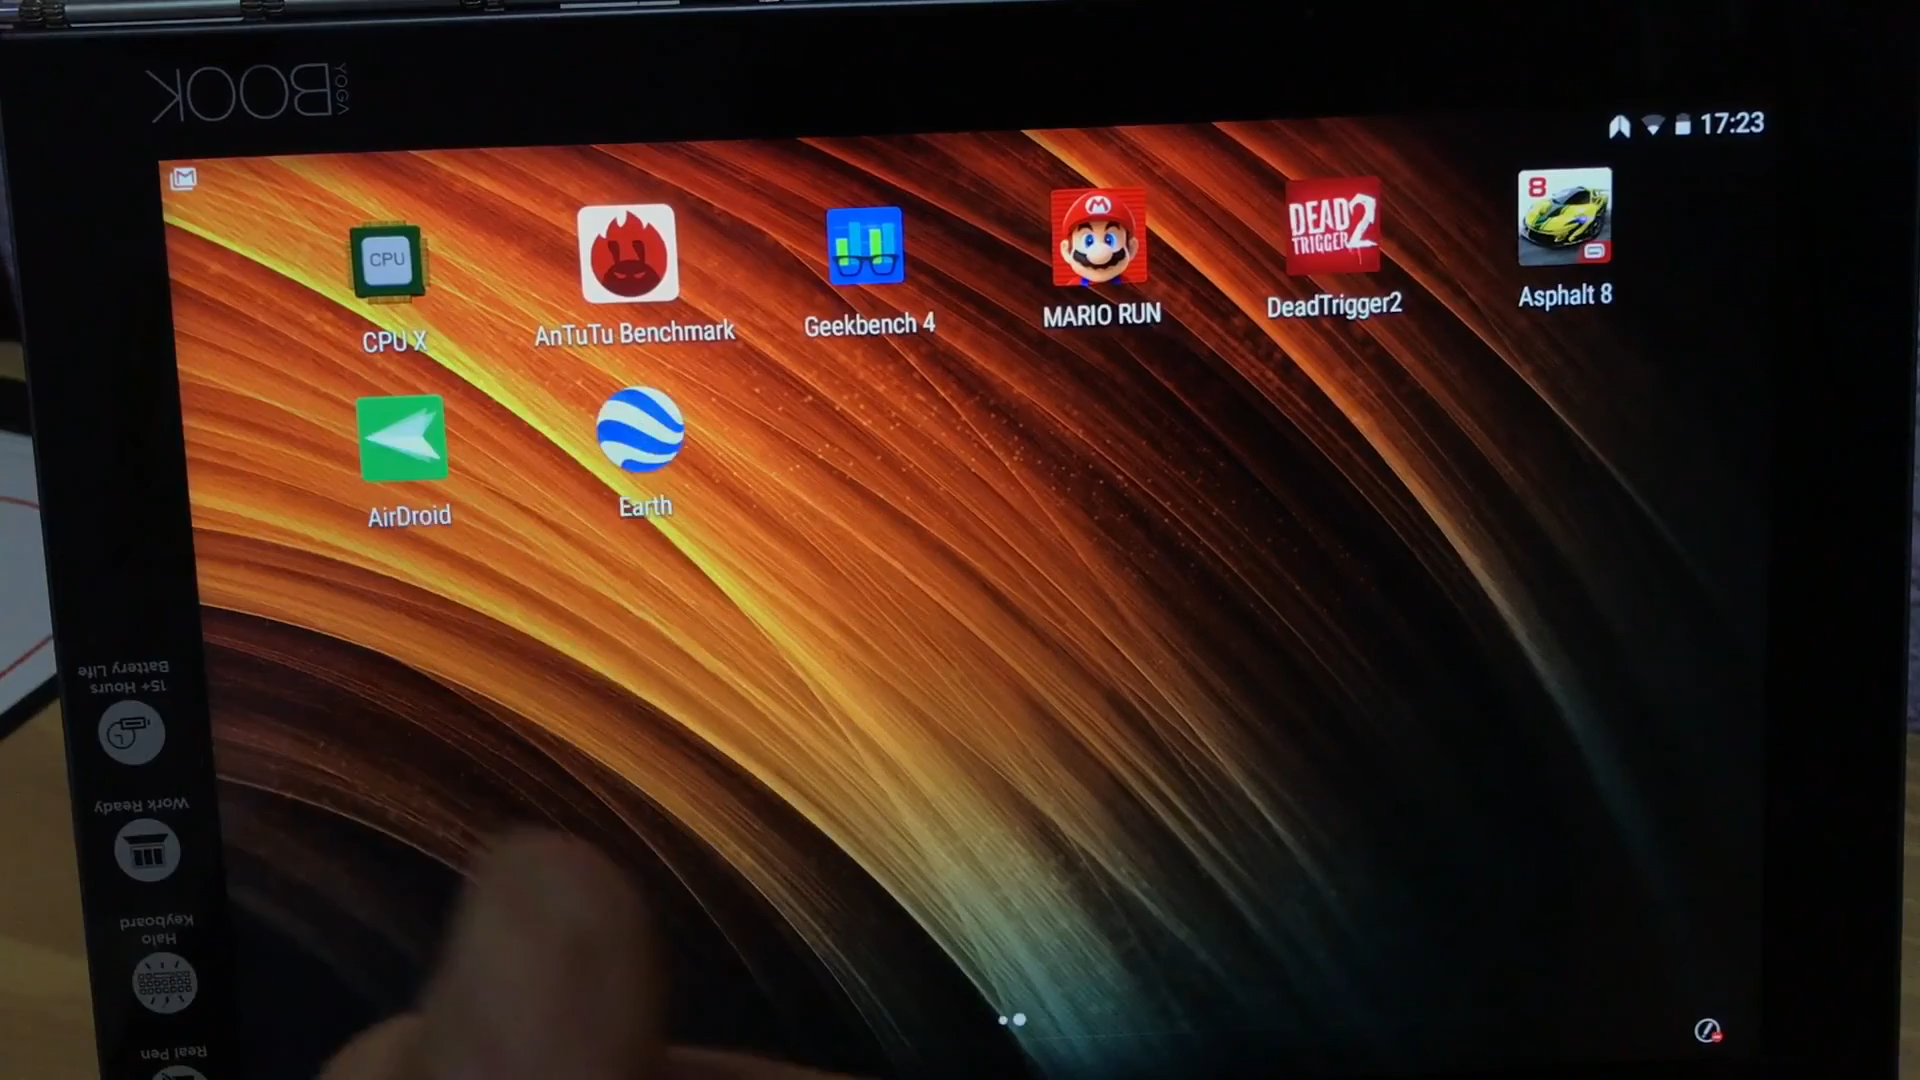 YOGA
BOOK
17:23
CPU
CPU X
AnTuTu Benchmark
Geekbench 4
M
MARIO RUN
DEAD
TRIGGER 2
DeadTrigger2
8
Asphalt 8
AirDroid
Earth
15+ Hours
Battery Life
Work Ready
Halo
Keyboard
Real Pen